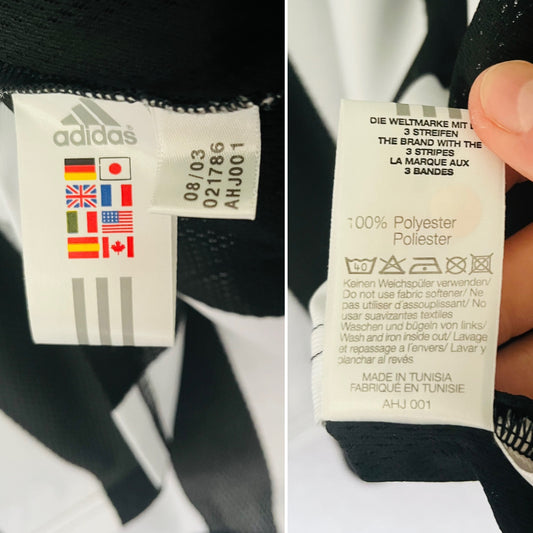 adidas
08/03
021786
AHJ001
DIE WELTMARKE MIT D
3 STREIFEN
THE BRAND WITH THE
3 STRIPES
LA MARQUE AUX
3 BANDES
100% Polyester
Poliester
40
Keinen Weichspüler verwenden/
Do not use fabric softener/ Ne
pas utiliser d'assouplissant/ No
usar suavizantes textiles
Waschen und bügeln von links/
Wash and iron inside out/ Lavage
et repassage a l'envers/ Lavar y
planchar al revés
MADE IN TUNISIA
FABRIQUÉ EN TUNISIE
AHJ 001